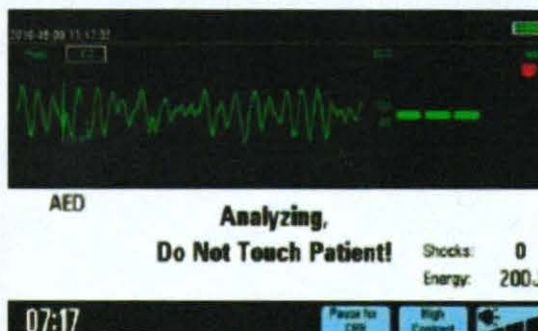 AED
Analyzing,
Do Not Touch Patient!
Shocks: 0
Energy: 200J
07:17
Pause for
CPR
High
Contrast